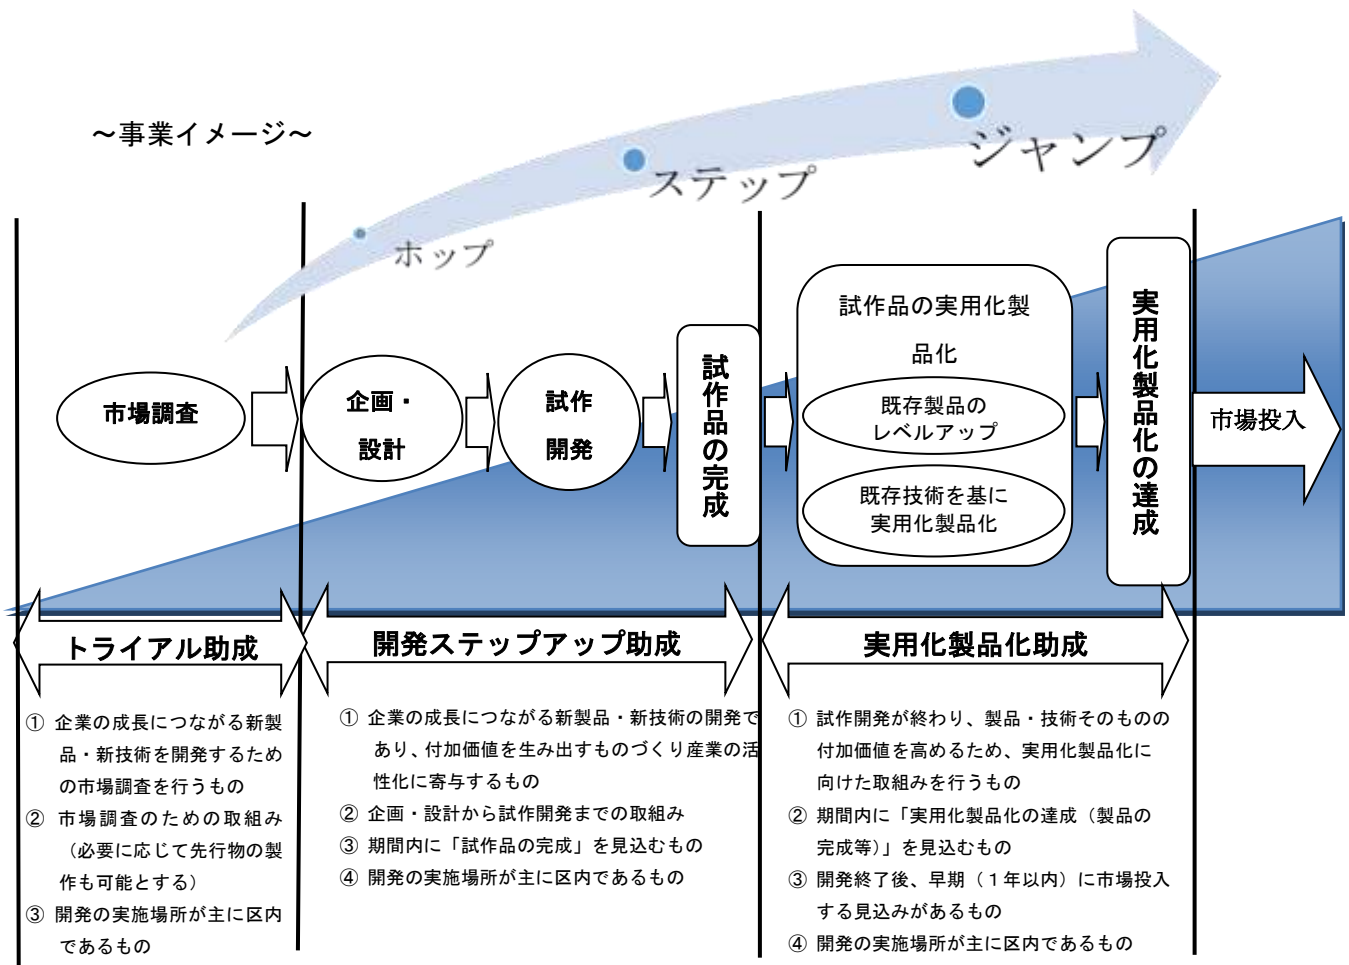 ～事業イメージ～
ホップ
ステップ
ジャンプ
市場調査
企画・
設計
試作
開発
試作品の完成
試作品の実用化製
品化
既存製品の
レベルアップ
既存技術を基に
実用化製品化
実用化製品化の達成
市場投入
トライアル助成
開発ステップアップ助成
実用化製品化助成
① 企業の成長につながる新製
品・新技術を開発するため
の市場調査を行うもの
② 市場調査のための取組み
（必要に応じて先行物の製
作も可能とする）
③ 開発の実施場所が主に区内
であるもの
① 企業の成長につながる新製品・新技術の開発で
あり、付加価値を生み出すものづくり産業の活
性化に寄与するもの
② 企画・設計から試作開発までの取組み
③ 期間内に「試作品の完成」を見込むもの
④ 開発の実施場所が主に区内であるもの
① 試作開発が終わり、製品・技術そのものの
付加価値を高めるため、実用化製品化に
向けた取組みを行うもの
② 期間内に「実用化製品化の達成（製品の
完成等）」を見込むもの
③ 開発終了後、早期（１年以内）に市場投入
する見込みがあるもの
④ 開発の実施場所が主に区内であるもの